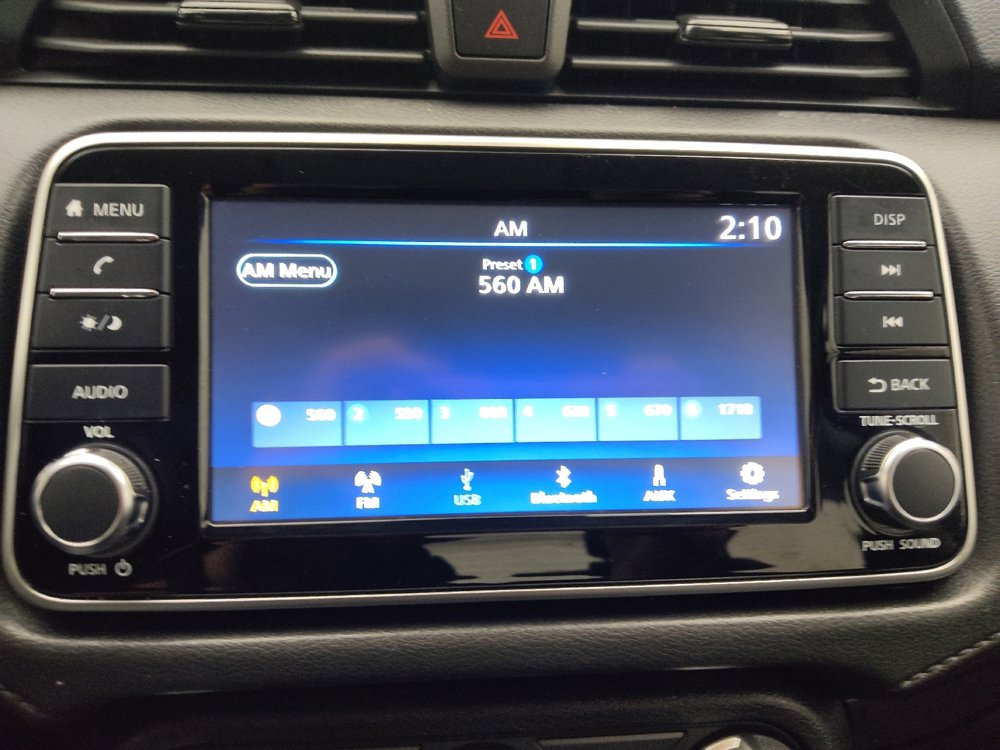 MENU
AUDIO
VOL
PUSH
AM
2:10
AM Menu
Preset 1
560 AM
560
2
3
4
5 670
1710
AM
FM
USB
Bluetooth
AUX
Settings
DISP
BACK
TUNE-SCROLL
PUSH SOUND